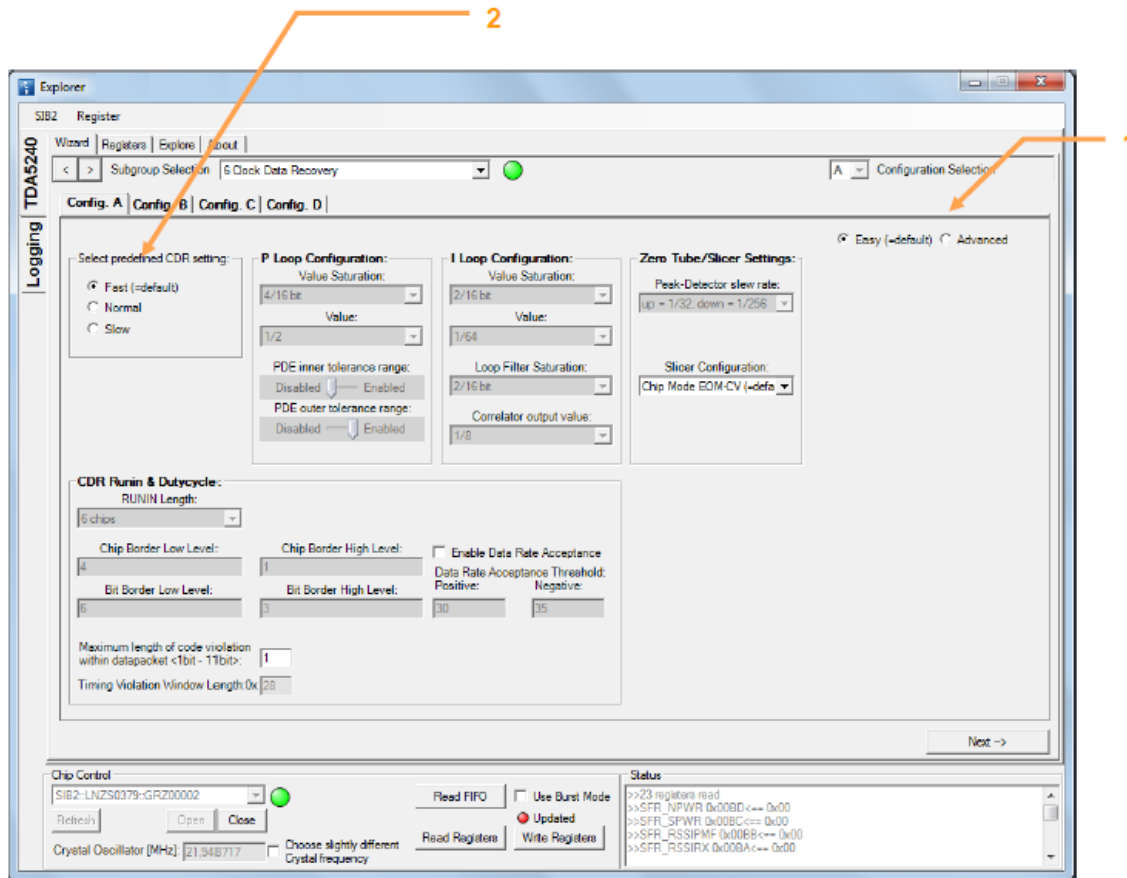 2
1
Explorer
SIB2 Register
TDA5240
Logging
Wizard Registers Explore About
< > Subgroup Selection 6 Clock Data Recovery A Configuration Selection
Config. A Config. B Config. C Config. D
Easy (=default) Advanced
Select predefined CDR setting:
Fast (=default)
Normal
Slow
P Loop Configuration:
Value Saturation:
4/16 bit
Value:
1/2
PDE inner tolerance range:
Disabled Enabled
PDE outer tolerance range:
Disabled Enabled
I Loop Configuration:
Value Saturation:
2/16 bit
Value:
1/64
Loop Filter Saturation:
2/16 bit
Correlator output value:
1/8
Zero Tube/Slicer Settings:
Peak-Detector slew rate:
up = 1/32, down = 1/256
Slicer Configuration:
Chip Mode EOM-CV (=defa
CDR Runin & Dutycycle:
RUNIN Length:
6 chips
Chip Border Low Level:
4
Chip Border High Level:
1
Bit Border Low Level:
6
Bit Border High Level:
3
Enable Data Rate Acceptance
Data Rate Acceptance Threshold:
Positive: Negative:
30 35
Maximum length of code violation
within datapacket <1bit - 11bit>: 1
Timing Violation Window Length:0x 28
Next ->
Chip Control
SIB2::LNZS0379::GRZ00002
Refresh Open Close
Crystal Oscillator [MHz]: 21,948717
Choose slightly different
Crystal frequency
Read FIFO Use Burst Mode
Updated
Read Registers Write Registers
Status
>>23 registers read
>>SFR_NPWR 0x00BD<== 0x00
>>SFR_SPWR 0x00BC<== 0x00
>>SFR_RSSIPMF 0x00BB<== 0x00
>>SFR_RSSIRX 0x00BA<== 0x00